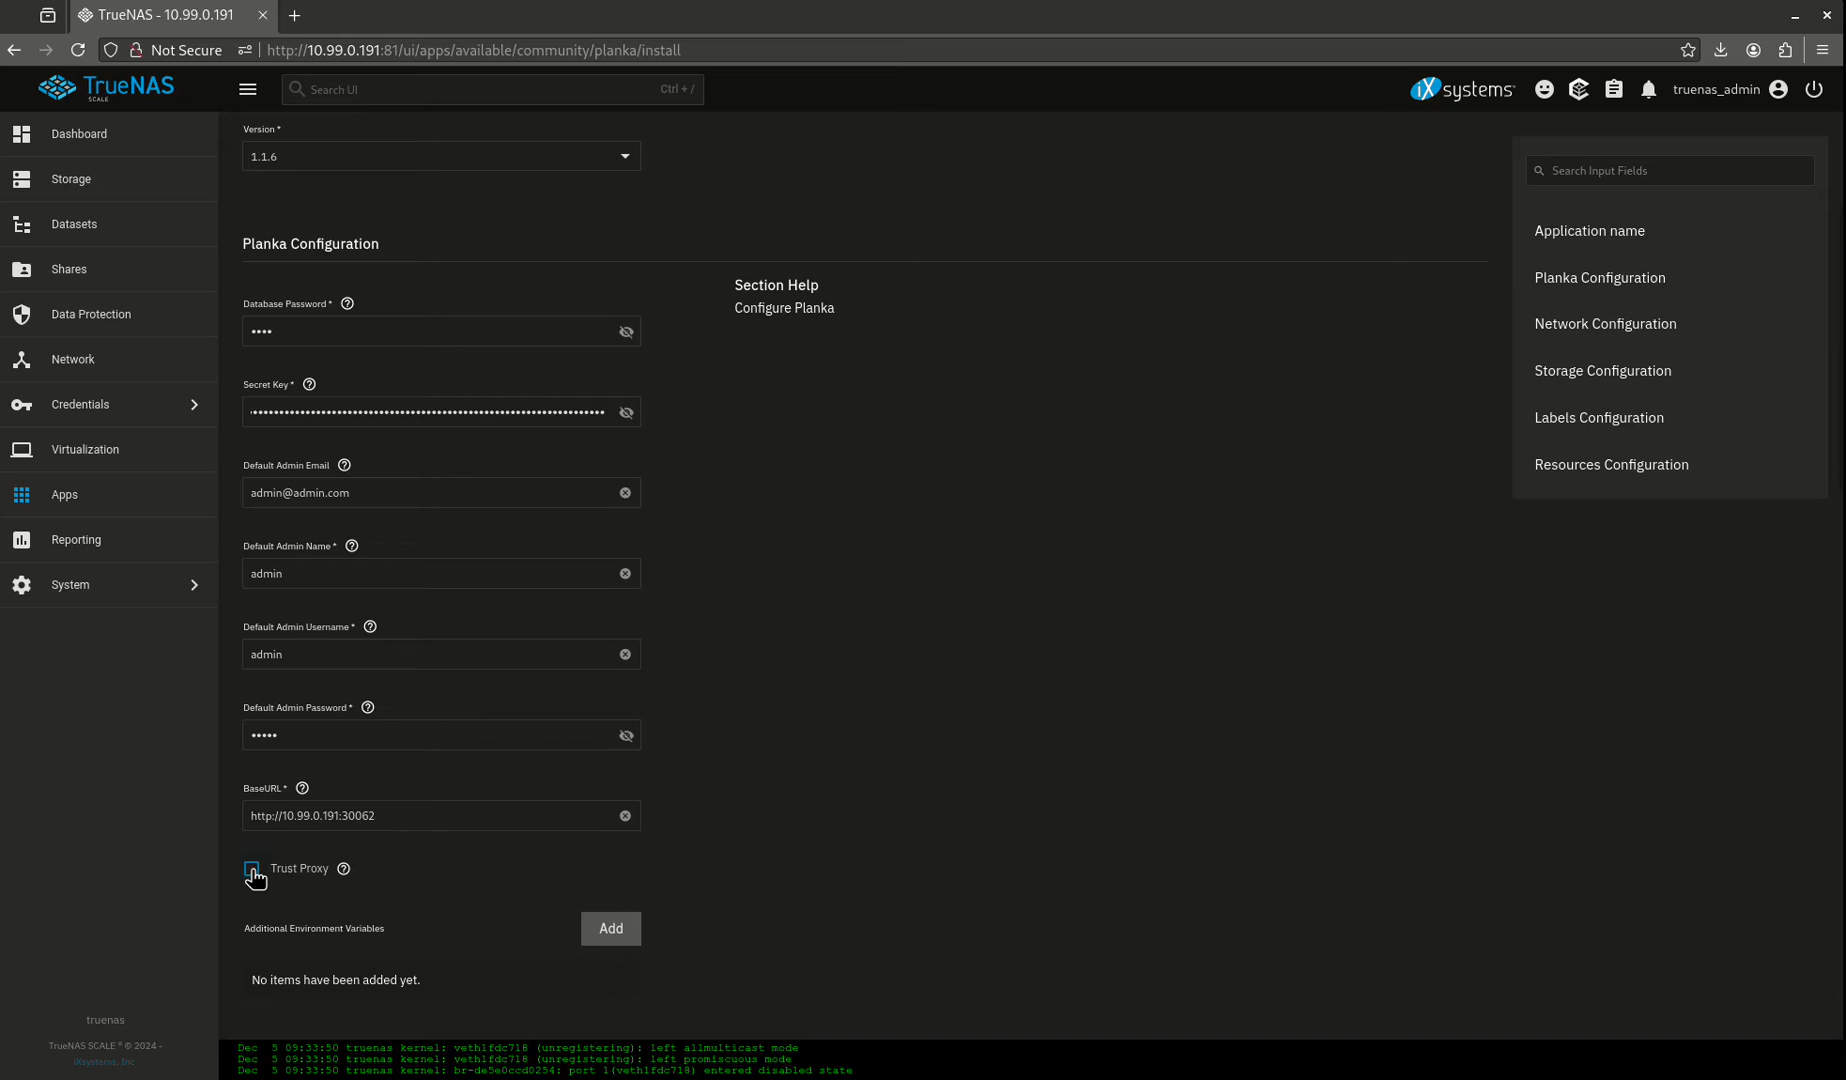 TrueNAS - 10.99.0.191
Not Secure
http://10.99.0.191:81/ui/apps/available/community/planka/install
TrueNAS
SCALE
Search UI
Ctrl + /
iXsystems
truenas_admin
Dashboard
Storage
Datasets
Shares
Data Protection
Network
Credentials
Virtualization
Apps
Reporting
System
truenas
TrueNAS SCALE ® © 2024 -
iXsystems, Inc
Version *
1.1.6
Planka Configuration
Section Help
Configure Planka
Database Password *
••••
Secret Key *
Default Admin Email
admin@admin.com
Default Admin Name *
admin
Default Admin Username *
admin
Default Admin Password *
•••••
BaseURL *
http://10.99.0.191:30062
Trust Proxy
Additional Environment Variables
Add
No items have been added yet.
Search Input Fields
Application name
Planka Configuration
Network Configuration
Storage Configuration
Labels Configuration
Resources Configuration
Dec 5 09:33:50 truenas kernel: veth1fdc718 (unregistering): left allmulticast mode
Dec 5 09:33:50 truenas kernel: veth1fdc718 (unregistering): left promiscuous mode
Dec 5 09:33:50 truenas kernel: br-de5e0ccd0254: port 1(veth1fdc718) entered disabled state